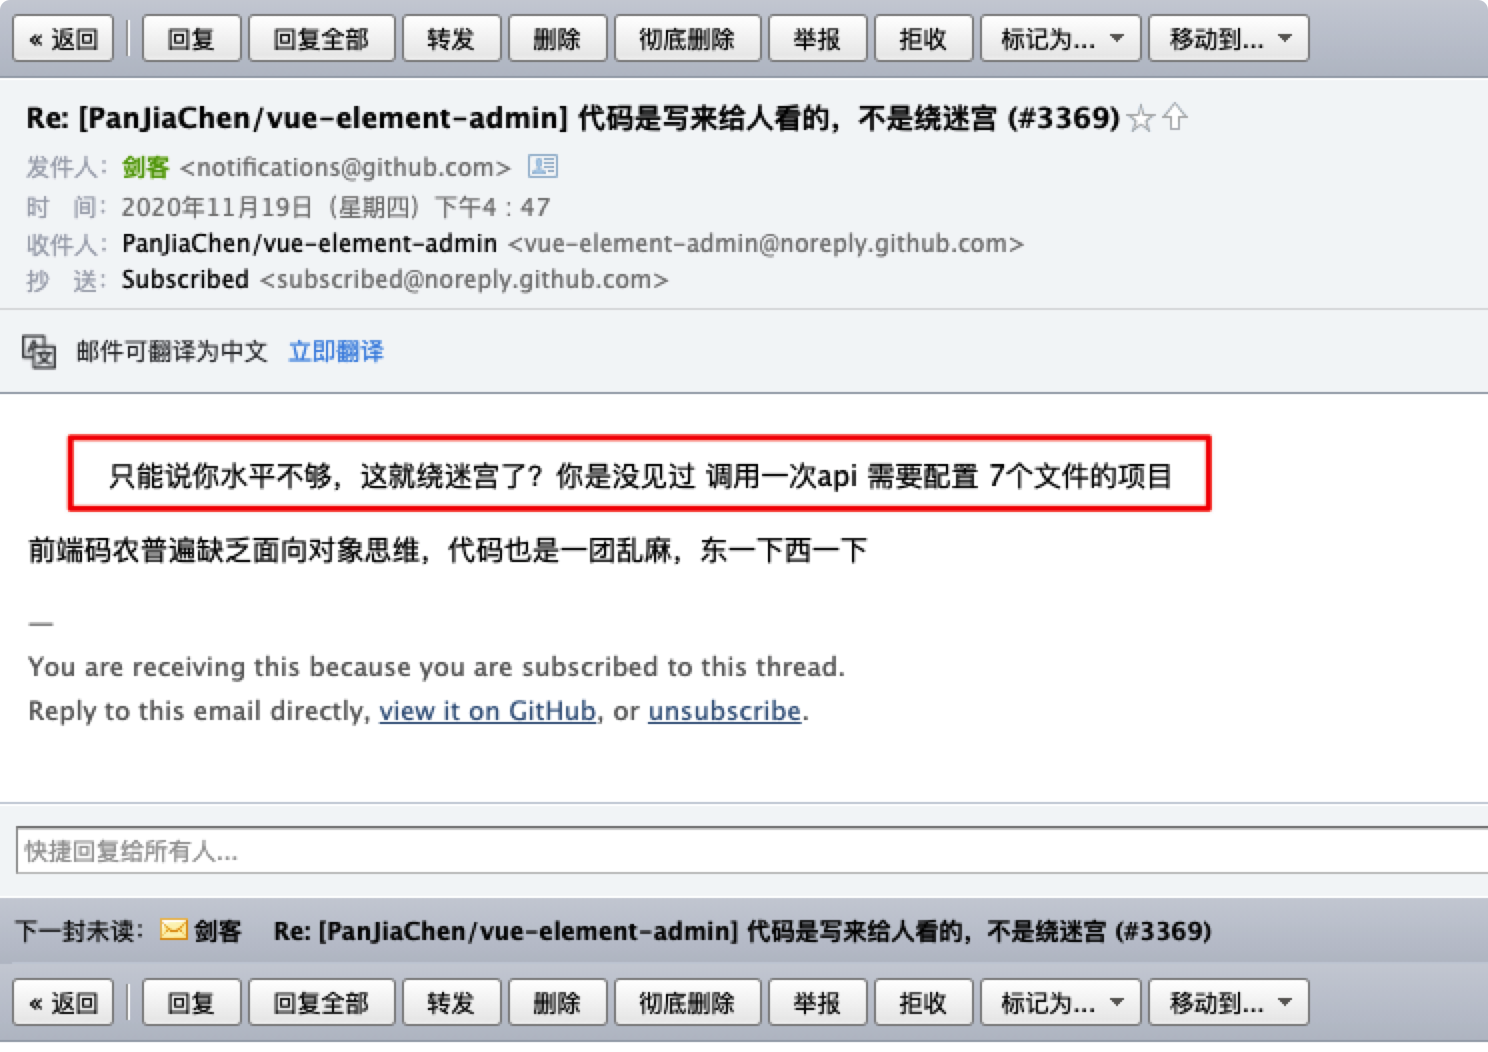 « 返回 回复 回复全部 转发 删除 彻底删除 举报 拒收 标记为... 移动到...
Re: [PanJiaChen/vue-element-admin] 代码是写来给人看的，不是绕迷宫 (#3369)
发件人：剑客 <notifications@github.com>
时　间：2020年11月19日（星期四）下午4：47
收件人：PanJiaChen/vue-element-admin <vue-element-admin@noreply.github.com>
抄　送：Subscribed <subscribed@noreply.github.com>
邮件可翻译为中文 立即翻译
只能说你水平不够，这就绕迷宫了？你是没见过 调用一次api 需要配置 7个文件的项目
前端码农普遍缺乏面向对象思维，代码也是一团乱麻，东一下西一下
—
You are receiving this because you are subscribed to this thread.
Reply to this email directly, view it on GitHub, or unsubscribe.
快捷回复给所有人...
下一封未读：剑客 Re: [PanJiaChen/vue-element-admin] 代码是写来给人看的，不是绕迷宫 (#3369)
« 返回 回复 回复全部 转发 删除 彻底删除 举报 拒收 标记为... 移动到...